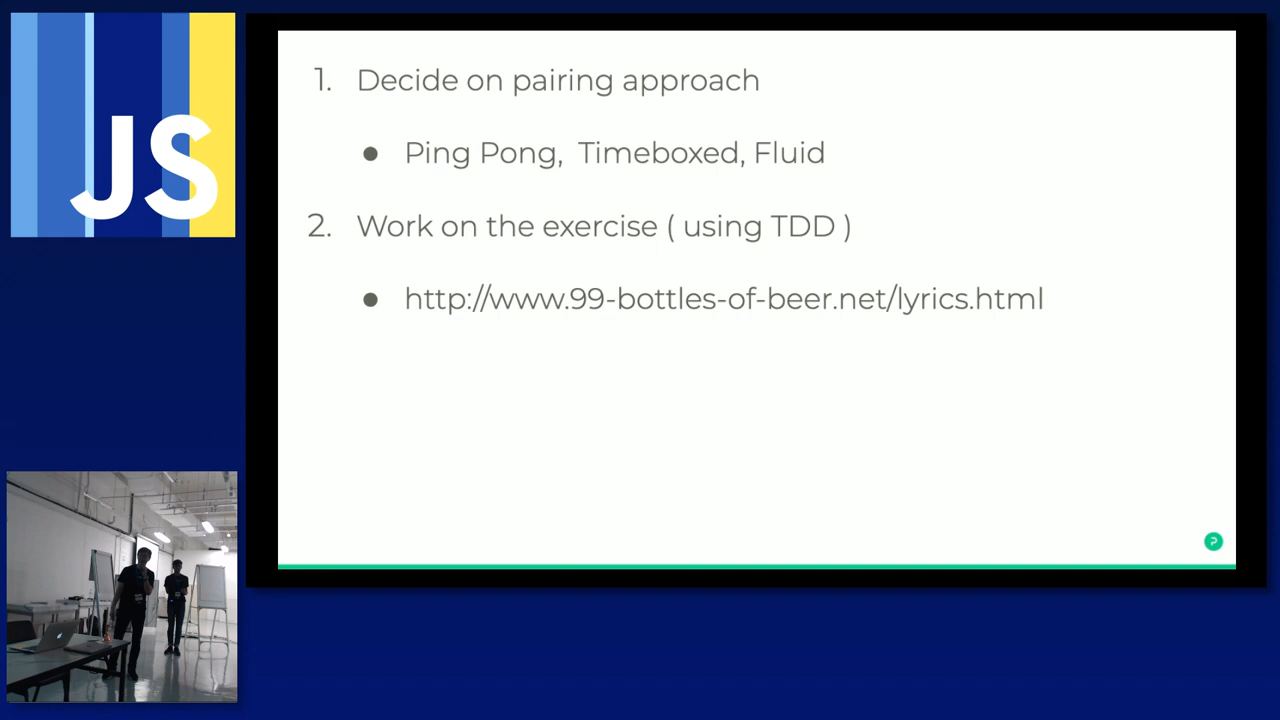 JS
1. Decide on pairing approach
● Ping Pong, Timeboxed, Fluid
2. Work on the exercise ( using TDD )
● http://www.99-bottles-of-beer.net/lyrics.html